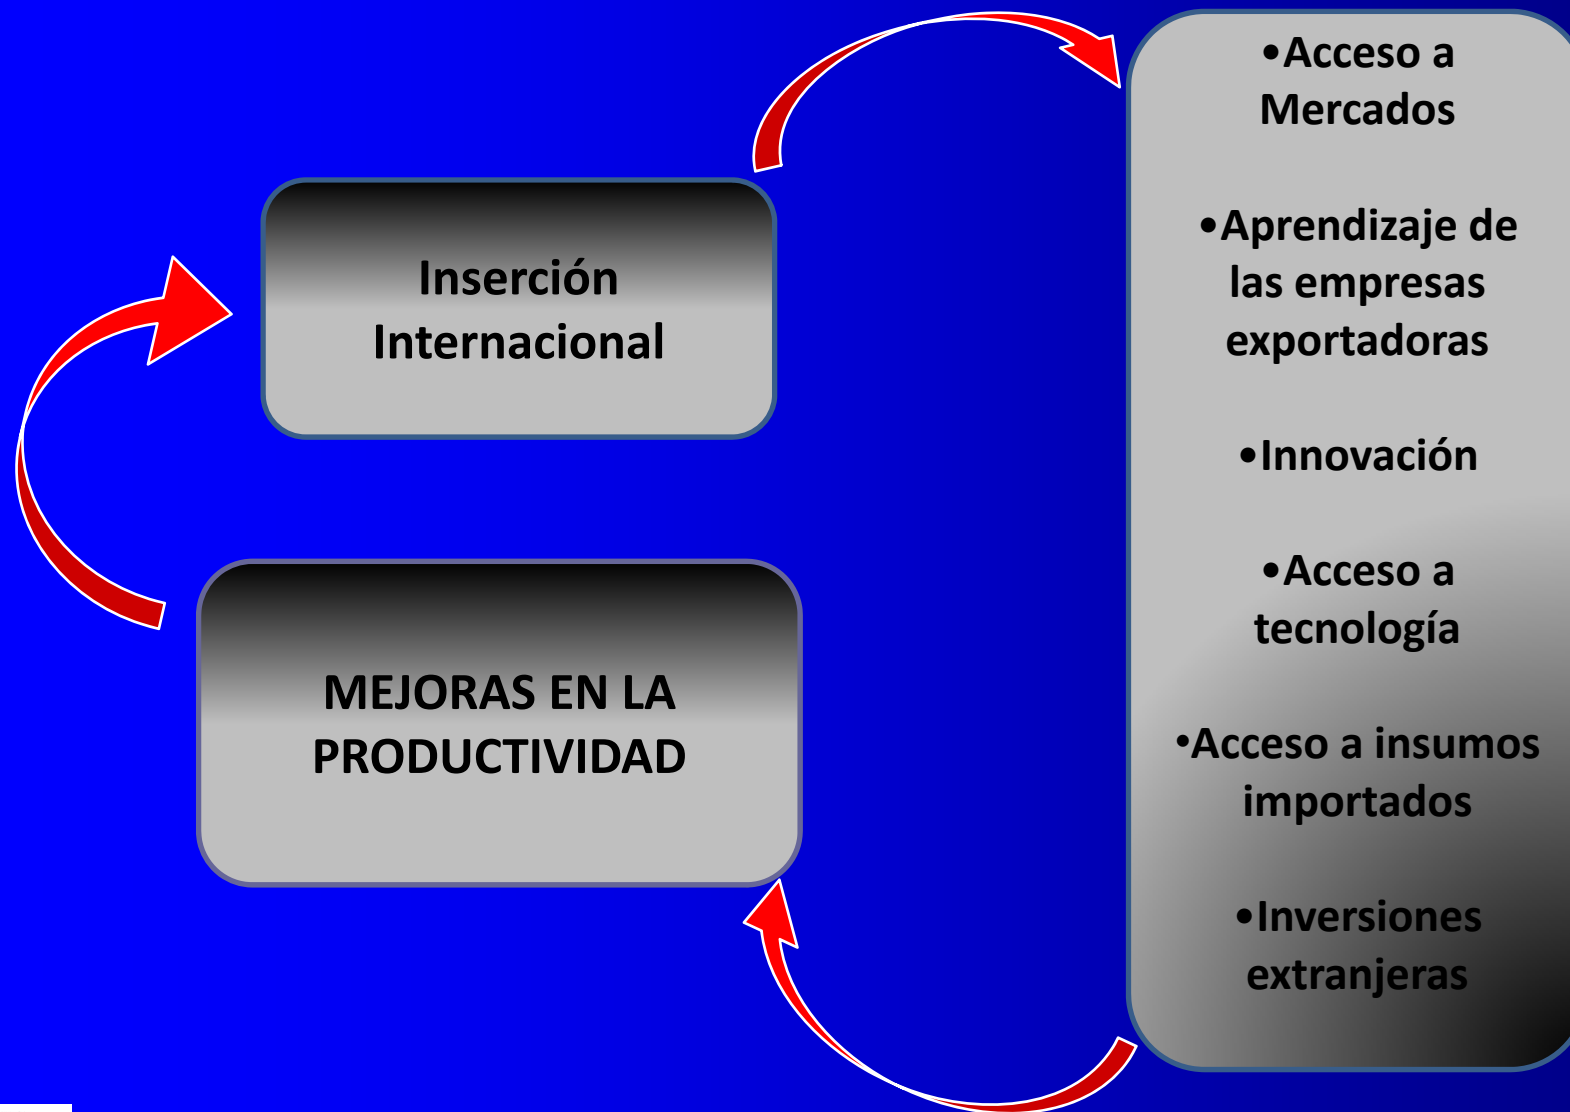 Inserción
Internacional
MEJORAS EN LA
PRODUCTIVIDAD
•Acceso a
Mercados
•Aprendizaje de
las empresas
exportadoras
•Innovación
•Acceso a
tecnología
•Acceso a insumos
importados
•Inversiones
extranjeras